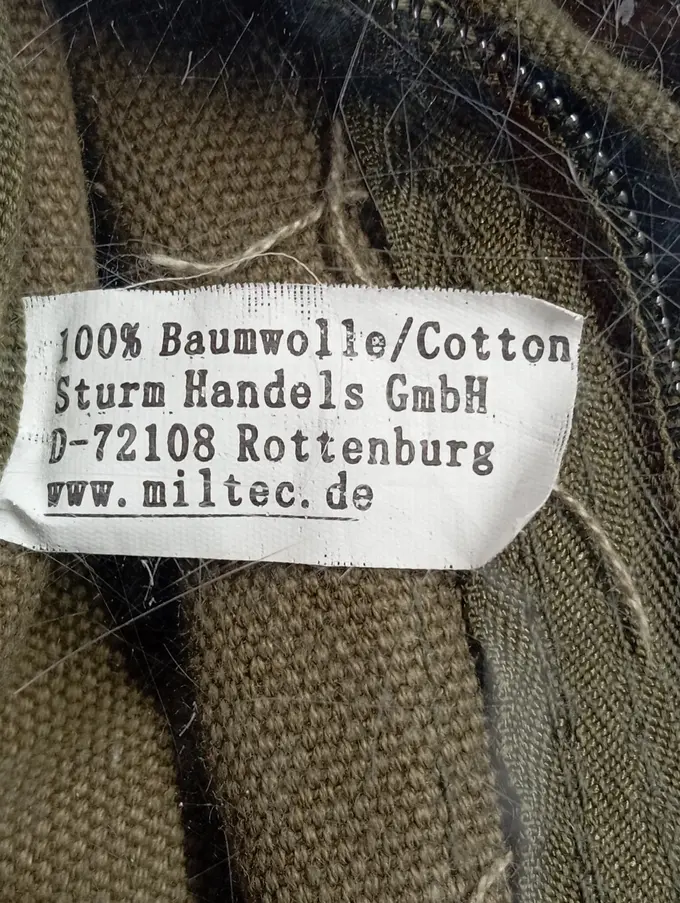 100% Baumwolle/Cotton
Sturm Handels GmbH
D-72108 Rottenburg
www.miltec.de